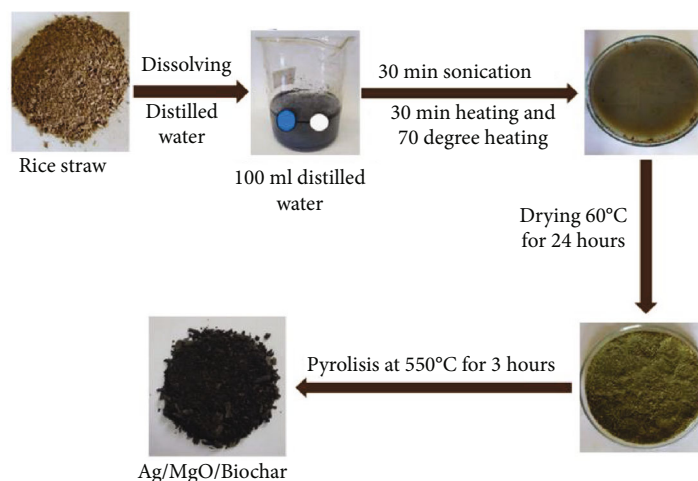 Dissolving
Distilled
water
Rice straw
100 ml distilled
water
30 min sonication
30 min heating and
70 degree heating
Drying 60°C
for 24 hours
Pyrolisis at 550°C for 3 hours
Ag/MgO/Biochar